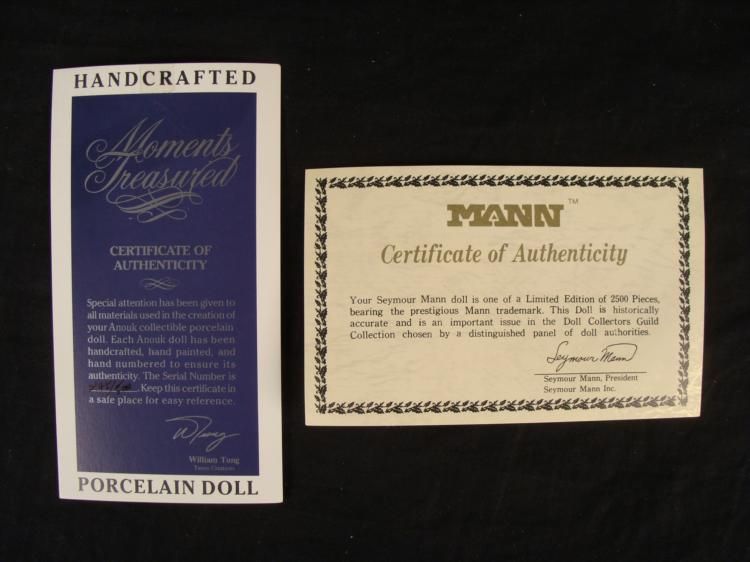 HANDCRAFTED
Moments
Treasured
CERTIFICATE OF
AUTHENTICITY
Special attention has been given to
all materials used in the creation of
your Anouk collectible porcelain
doll. Each Anouk doll has been
handcrafted, hand painted, and
hand numbered to ensure its
authenticity. The Serial Number is
. Keep this certificate in
a safe place for easy reference.
William Tung
PORCELAIN DOLL
MANN™
Certificate of Authenticity
Your Seymour Mann doll is one of a Limited Edition of 2500 Pieces,
bearing the prestigious Mann trademark. This Doll is historically
accurate and is an important issue in the Doll Collectors Guild
Collection chosen by a distinguished panel of doll authorities.
Seymour Mann
Seymour Mann, President
Seymour Mann Inc.